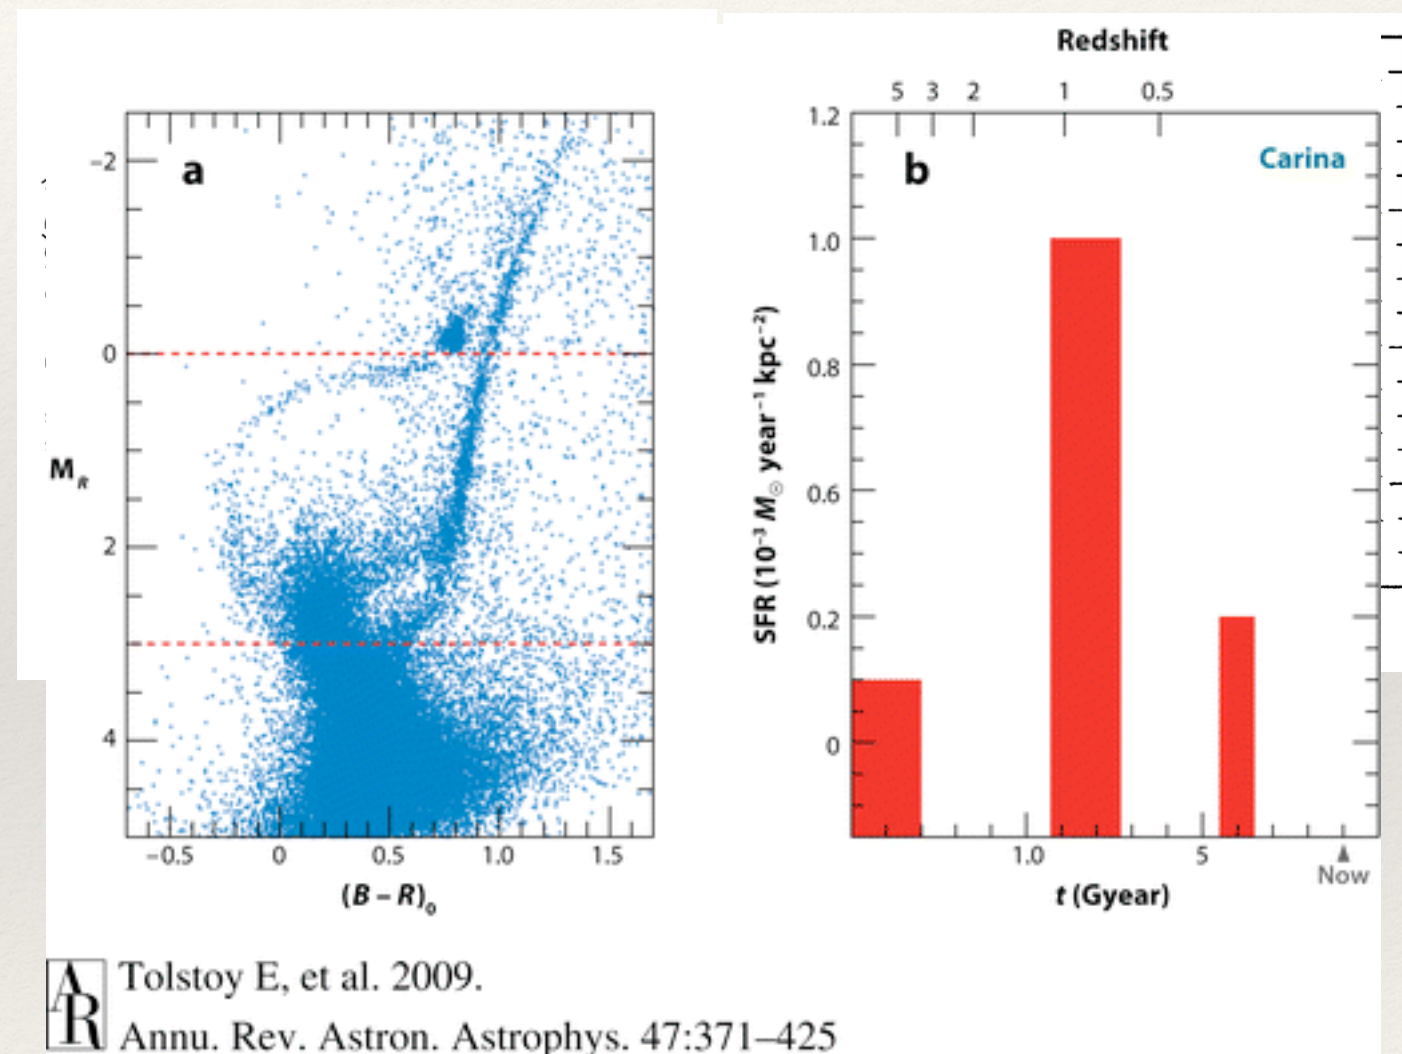 Redshift
5 3 2 1 0.5
a
−2
0
2
4
M_R
−0.5 0 0.5 1.0 1.5
(B – R)₀
b
Carina
1.2
1.0
0.8
0.6
0.2
0
SFR (10⁻³ M☉ year⁻¹ kpc⁻²)
1.0 5
Now
t (Gyear)
AR
Tolstoy E, et al. 2009.
Annu. Rev. Astron. Astrophys. 47:371–425